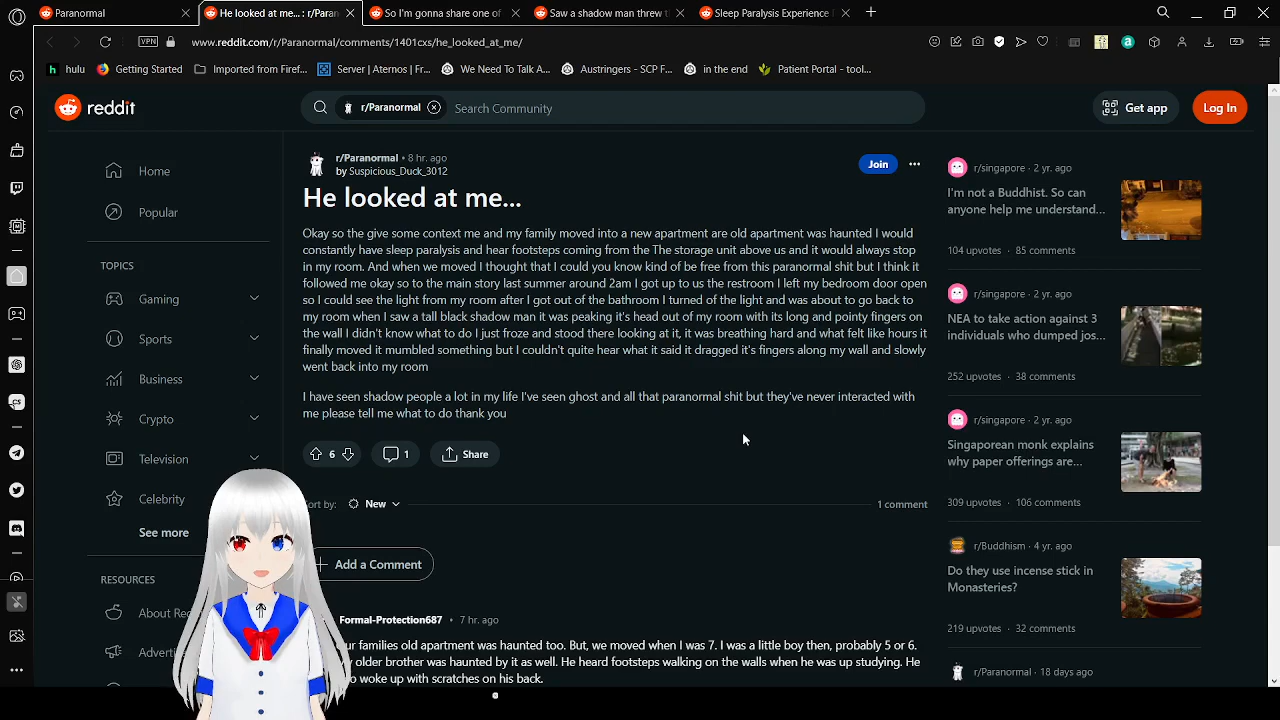 Paranormal
He looked at me... : r/Paran
So I'm gonna share one of
Saw a shadow man threw t
Sleep Paralysis Experience
VPN
www.reddit.com/r/Paranormal/comments/1401cxs/he_looked_at_me/
hulu
Getting Started
Imported from Firef...
Server | Aternos | Fr...
We Need To Talk A...
Austringers - SCP F...
in the end
Patient Portal - tool...
reddit
r/Paranormal
Search Community
Get app
Log In
Home
Popular
TOPICS
Gaming
Sports
Business
Crypto
Television
Celebrity
See more
RESOURCES
About Re
Adverti
r/Paranormal • 8 hr. ago
by Suspicious_Duck_3012
Join
He looked at me...
Okay so the give some context me and my family moved into a new apartment are old apartment was haunted I would
constantly have sleep paralysis and hear footsteps coming from the The storage unit above us and it would always stop
in my room. And when we moved I thought that I could you know kind of be free from this paranormal shit but I think it
followed me okay so to the main story last summer around 2am I got up to us the restroom I left my bedroom door open
so I could see the light from my room after I got out of the bathroom I turned of the light and was about to go back to
my room when I saw a tall black shadow man it was peaking it's head out of my room with its long and pointy fingers on
the wall I didn't know what to do I just froze and stood there looking at it, it was breathing hard and what felt like hours it
finally moved it mumbled something but I couldn't quite hear what it said it dragged it's fingers along my wall and slowly
went back into my room
I have seen shadow people a lot in my life I've seen ghost and all that paranormal shit but they've never interacted with
me please tell me what to do thank you
6
1
Share
ort by:
New
1 comment
Add a Comment
Formal-Protection687 • 7 hr. ago
ur families old apartment was haunted too. But, we moved when I was 7. I was a little boy then, probably 5 or 6.
older brother was haunted by it as well. He heard footsteps walking on the walls when he was up studying. He
o woke up with scratches on his back.
r/singapore • 2 yr. ago
I'm not a Buddhist. So can
anyone help me understand...
104 upvotes · 85 comments
r/singapore • 2 yr. ago
NEA to take action against 3
individuals who dumped jos...
252 upvotes · 38 comments
r/singapore • 2 yr. ago
Singaporean monk explains
why paper offerings are...
309 upvotes · 106 comments
r/Buddhism • 4 yr. ago
Do they use incense stick in
Monasteries?
219 upvotes · 32 comments
r/Paranormal • 18 days ago